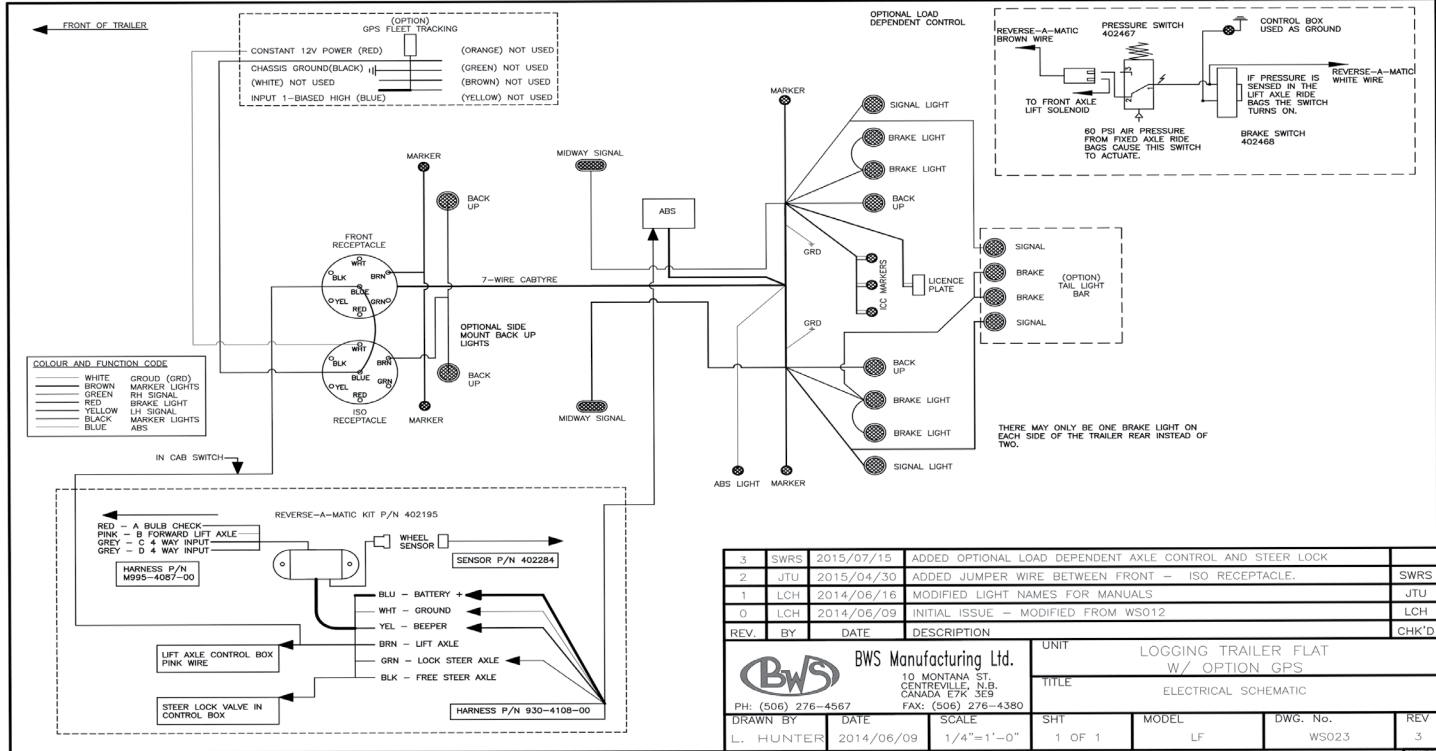 FRONT OF TRAILER
(OPTION)
GPS FLEET TRACKING
CONSTANT 12V POWER (RED)
(ORANGE) NOT USED
CHASSIS GROUND(BLACK)
(GREEN) NOT USED
(WHITE) NOT USED
(BROWN) NOT USED
INPUT 1-BIASED HIGH (BLUE)
(YELLOW) NOT USED
OPTIONAL LOAD
DEPENDENT CONTROL
REVERSE-A-MATIC
BROWN WIRE
PRESSURE SWITCH
402467
CONTROL BOX
USED AS GROUND
3
2
REVERSE-A-MATIC
WHITE WIRE
TO FRONT AXLE
LIFT SOLENOID
IF PRESSURE IS
SENSED IN THE
LIFT AXLE RIDE
BAGS THE SWITCH
TURNS ON.
60 PSI AIR PRESSURE
FROM FIXED AXLE RIDE
BAGS CAUSE THIS SWITCH
TO ACTUATE.
BRAKE SWITCH
402468
MARKER
MIDWAY SIGNAL
MARKER
SIGNAL LIGHT
BRAKE LIGHT
BRAKE LIGHT
BACK
UP
BACK
UP
ABS
FRONT
RECEPTACLE
WHT
BLK
BRN
BLUE
YEL
GRN
RED
7-WIRE CABTYRE
GRD
ICC MARKERS
LICENCE
PLATE
SIGNAL
BRAKE
BRAKE
SIGNAL
(OPTION)
TAIL LIGHT
BAR
OPTIONAL SIDE
MOUNT BACK UP
LIGHTS
GRD
WHT
BLK
BRN
BLUE
YEL
GRN
RED
ISO
RECEPTACLE
BACK
UP
MARKER
MIDWAY SIGNAL
BACK
UP
BRAKE LIGHT
BRAKE LIGHT
SIGNAL LIGHT
ABS LIGHT
MARKER
THERE MAY ONLY BE ONE BRAKE LIGHT ON
EACH SIDE OF THE TRAILER REAR INSTEAD OF
TWO.
COLOUR AND FUNCTION CODE
WHITE GROUD (GRD)
BROWN MARKER LIGHTS
GREEN RH SIGNAL
RED BRAKE LIGHT
YELLOW LH SIGNAL
BLACK MARKER LIGHTS
BLUE ABS
IN CAB SWITCH
REVERSE-A-MATIC KIT P/N 402195
RED - A BULB CHECK
PINK - B FORWARD LIFT AXLE
GREY - C 4 WAY INPUT
GREY - D 4 WAY INPUT
HARNESS P/N
M995-4087-00
WHEEL
SENSOR
SENSOR P/N 402284
BLU - BATTERY +
WHT - GROUND
YEL - BEEPER
BRN - LIFT AXLE
GRN - LOCK STEER AXLE
BLK - FREE STEER AXLE
LIFT AXLE CONTROL BOX
PINK WIRE
STEER LOCK VALVE IN
CONTROL BOX
HARNESS P/N 930-4108-00
3 SWRS 2015/07/15 ADDED OPTIONAL LOAD DEPENDENT AXLE CONTROL AND STEER LOCK
2 JTU 2015/04/30 ADDED JUMPER WIRE BETWEEN FRONT - ISO RECEPTACLE. SWRS
1 LCH 2014/06/16 MODIFIED LIGHT NAMES FOR MANUALS JTU
0 LCH 2014/06/09 INITIAL ISSUE - MODIFIED FROM WS012 LCH
REV. BY DATE DESCRIPTION CHK'D
BWS
BWS Manufacturing Ltd.
10 MONTANA ST.
CENTREVILLE, N.B.
CANADA E7K 3E9
PH: (506) 276-4567 FAX: (506) 276-4380
UNIT
LOGGING TRAILER FLAT
W/ OPTION GPS
TITLE
ELECTRICAL SCHEMATIC
DRAWN BY DATE SCALE SHT MODEL DWG. No. REV
L. HUNTER 2014/06/09 1/4"=1'-0" 1 OF 1 LF WS023 3